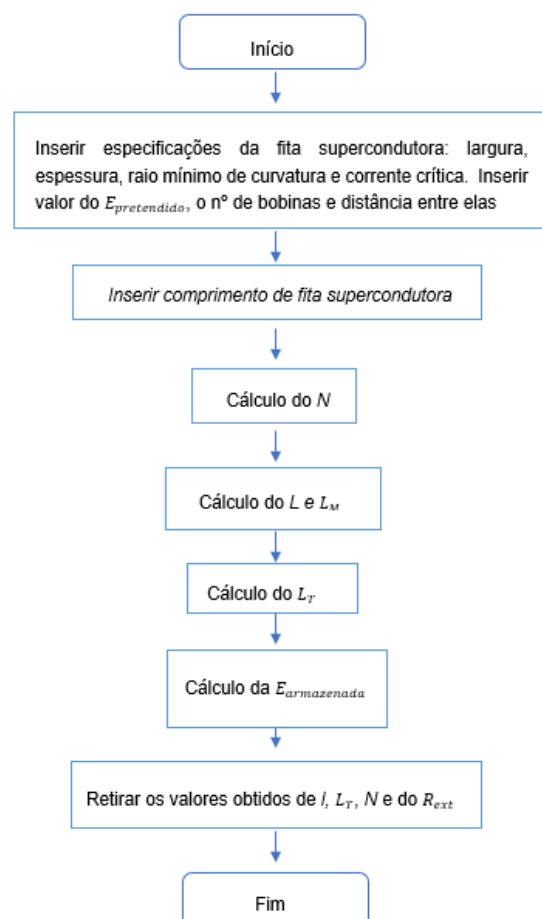 Início
Inserir especificações da fita supercondutora: largura,
espessura, raio mínimo de curvatura e corrente crítica. Inserir
valor do E_pretendido, o nº de bobinas e distância entre elas
Inserir comprimento de fita supercondutora
Cálculo do N
Cálculo do L e L_M
Cálculo do L_T
Cálculo da E_armazenada
Retirar os valores obtidos de l, L_T, N e do R_ext
Fim